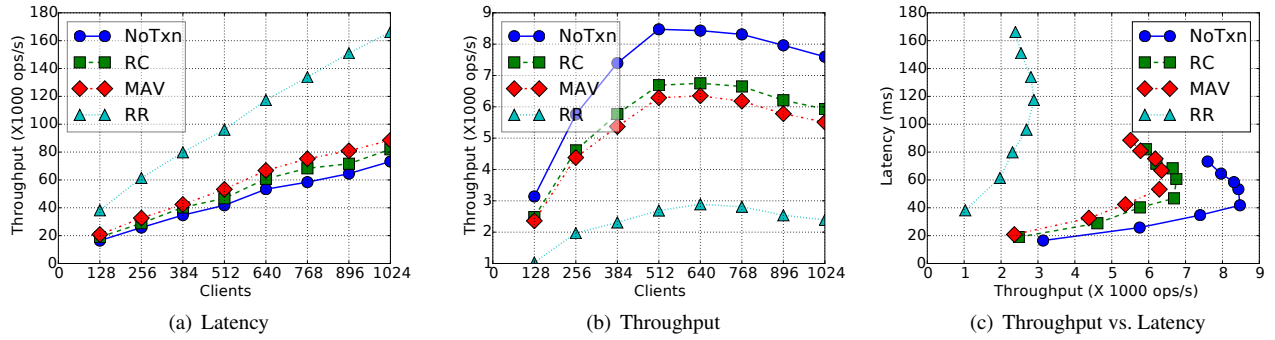 180
160
140
120
100
80
60
40
20
0
Throughput (X1000 ops/s)
NoTxn
RC
MAV
RR
128 256 384 512 640 768 896 1024
Clients
(a) Latency
9
8
7
6
5
4
3
2
1
Throughput (X1000 ops/s)
NoTxn
RC
MAV
RR
0 128 256 384 512 640 768 896 1024
Clients
(b) Throughput
180
160
140
120
100
80
60
40
20
0
Latency (ms)
NoTxn
RC
MAV
RR
0 1 2 3 4 5 6 7 8 9
Throughput (X 1000 ops/s)
(c) Throughput vs. Latency